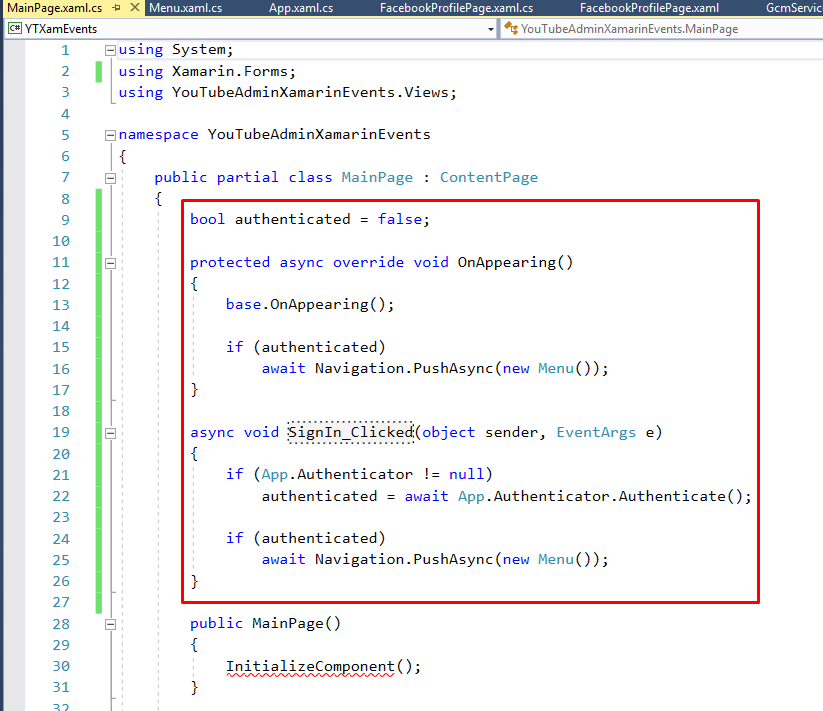 MainPage.xaml.cs Menu.xaml.cs App.xaml.cs FacebookProfilePage.xaml.cs FacebookProfilePage.xaml GcmServic
C# YTXamEvents YouTubeAdminXamarinEvents.MainPage
1 using System;
2 using Xamarin.Forms;
3 using YouTubeAdminXamarinEvents.Views;
4
5 namespace YouTubeAdminXamarinEvents
6 {
7 public partial class MainPage : ContentPage
8 {
9 bool authenticated = false;
10
11 protected async override void OnAppearing()
12 {
13 base.OnAppearing();
14
15 if (authenticated)
16 await Navigation.PushAsync(new Menu());
17 }
18
19 async void SignIn_Clicked(object sender, EventArgs e)
20 {
21 if (App.Authenticator != null)
22 authenticated = await App.Authenticator.Authenticate();
23
24 if (authenticated)
25 await Navigation.PushAsync(new Menu());
26 }
27
28 public MainPage()
29 {
30 InitializeComponent();
31 }
32